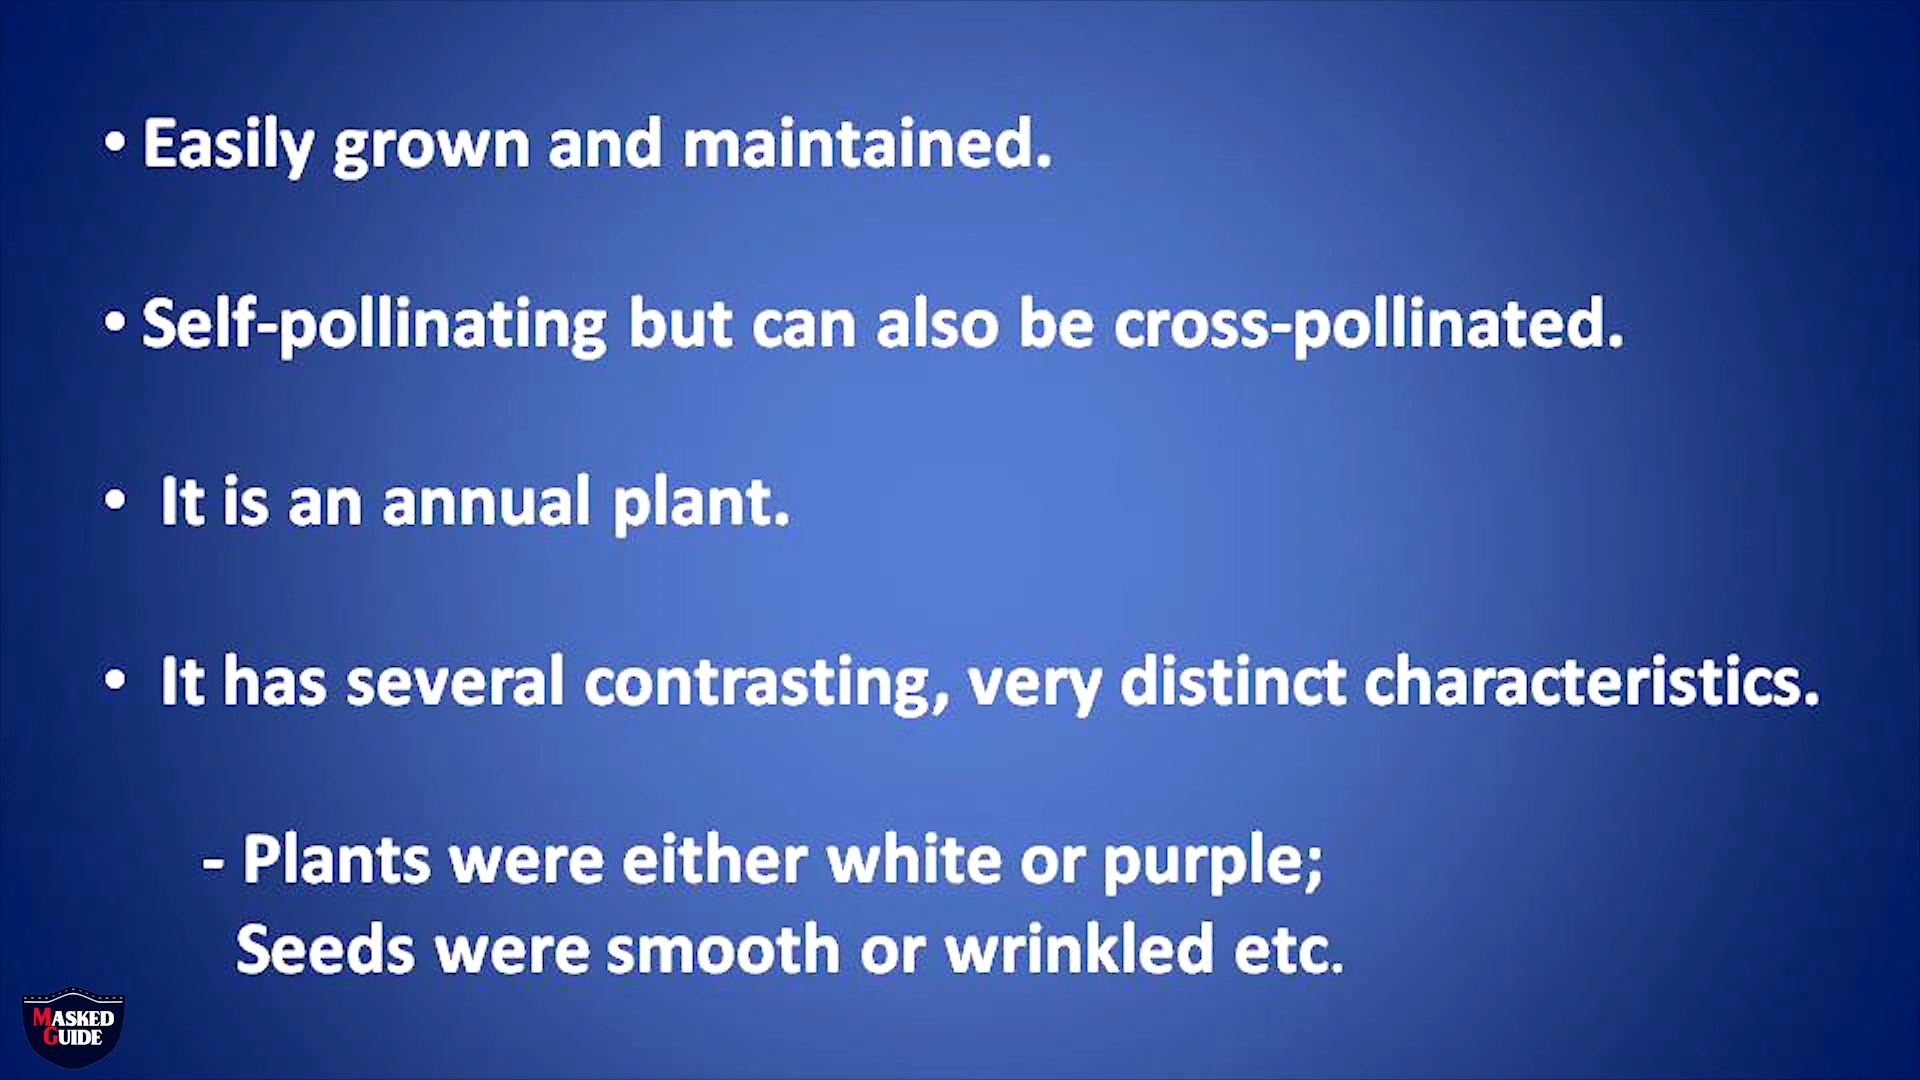 • Easily grown and maintained.
• Self-pollinating but can also be cross-pollinated.
• It is an annual plant.
• It has several contrasting, very distinct characteristics.
- Plants were either white or purple;
Seeds were smooth or wrinkled etc.
MASKED
GUIDE